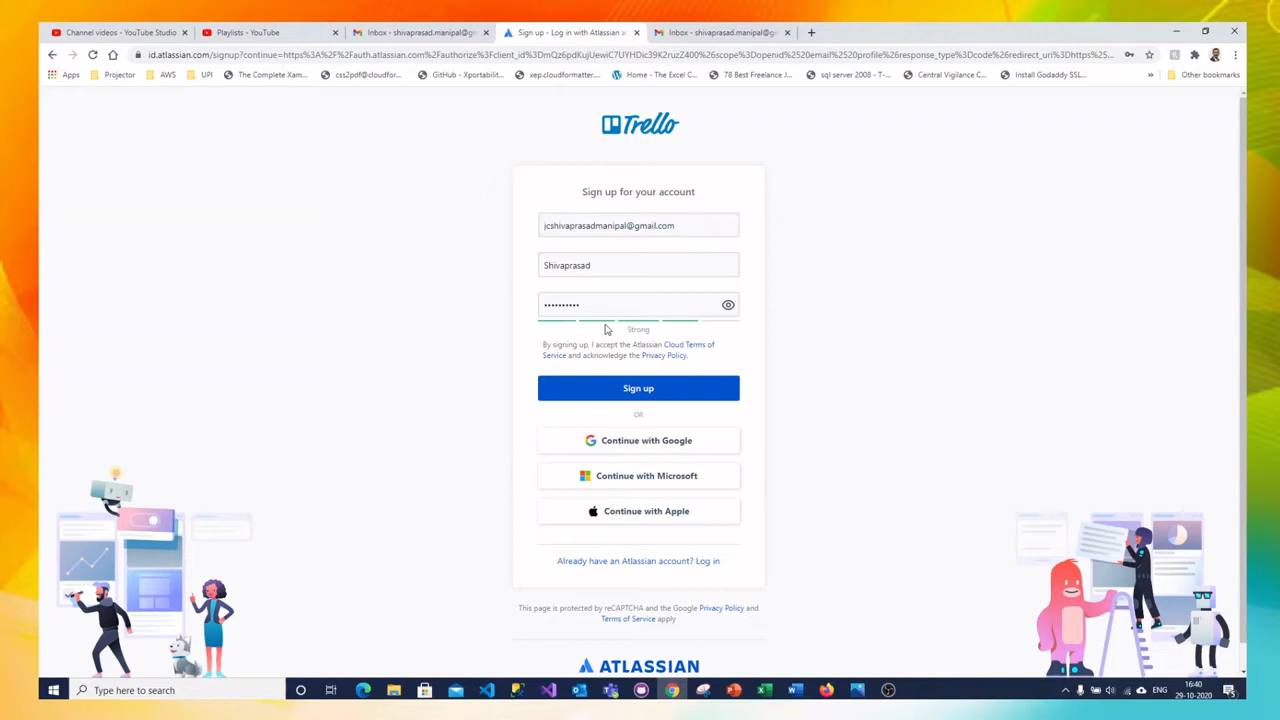 Channel videos - YouTube Studio
Playlists - YouTube
Inbox - shivaprasad.manipal@gm
Sign up - Log in with Atlassian a
Inbox - shivaprasad.manipal@gm
Apps
Projector
AWS
UPI
The Complete Xam...
css2pdf@cloudfor...
GitHub - Xportabilit...
xep.cloudformatter...
Home - The Excel C...
78 Best Freelance J...
sql server 2008 - T-...
Central Vigilance C...
Install Godaddy SSL...
»
Other bookmarks
Trello
Sign up for your account
jcshivaprasadmanipal@gmail.com
Shivaprasad
••••••••••
Strong
By signing up, I accept the Atlassian Cloud Terms of
Service and acknowledge the Privacy Policy.
Sign up
OR
Continue with Google
Continue with Microsoft
Continue with Apple
Already have an Atlassian account? Log in
This page is protected by reCAPTCHA and the Google Privacy Policy and
Terms of Service apply
ATLASSIAN
Type here to search
ENG
16:40
29-10-2020